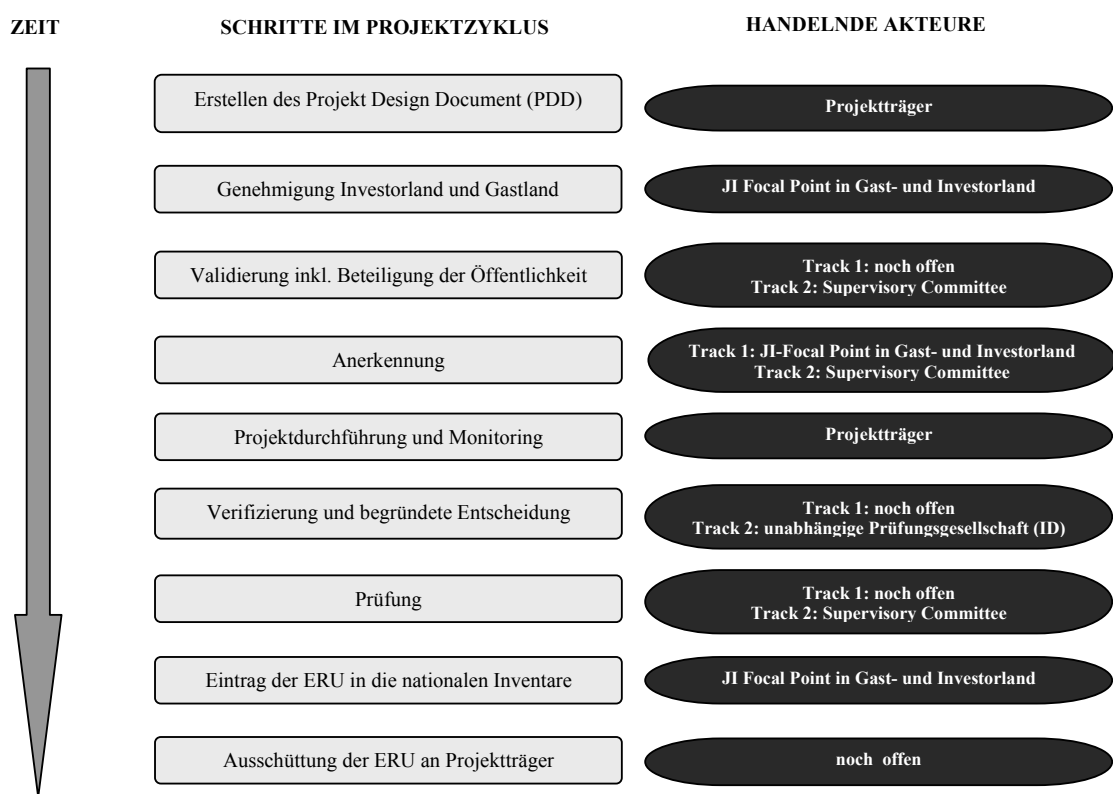 ZEIT
SCHRITTE IM PROJEKTZYKLUS
HANDELNDE AKTEURE
Erstellen des Projekt Design Document (PDD)
Projektträger
Genehmigung Investorland und Gastland
JI Focal Point in Gast- und Investorland
Validierung inkl. Beteiligung der Öffentlichkeit
Track 1: noch offen
Track 2: Supervisory Committee
Anerkennung
Track 1: JI-Focal Point in Gast- und Investorland
Track 2: Supervisory Committee
Projektdurchführung und Monitoring
Projektträger
Verifizierung und begründete Entscheidung
Track 1: noch offen
Track 2: unabhängige Prüfungsgesellschaft (ID)
Prüfung
Track 1: noch offen
Track 2: Supervisory Committee
Eintrag der ERU in die nationalen Inventare
JI Focal Point in Gast- und Investorland
Ausschüttung der ERU an Projektträger
noch offen